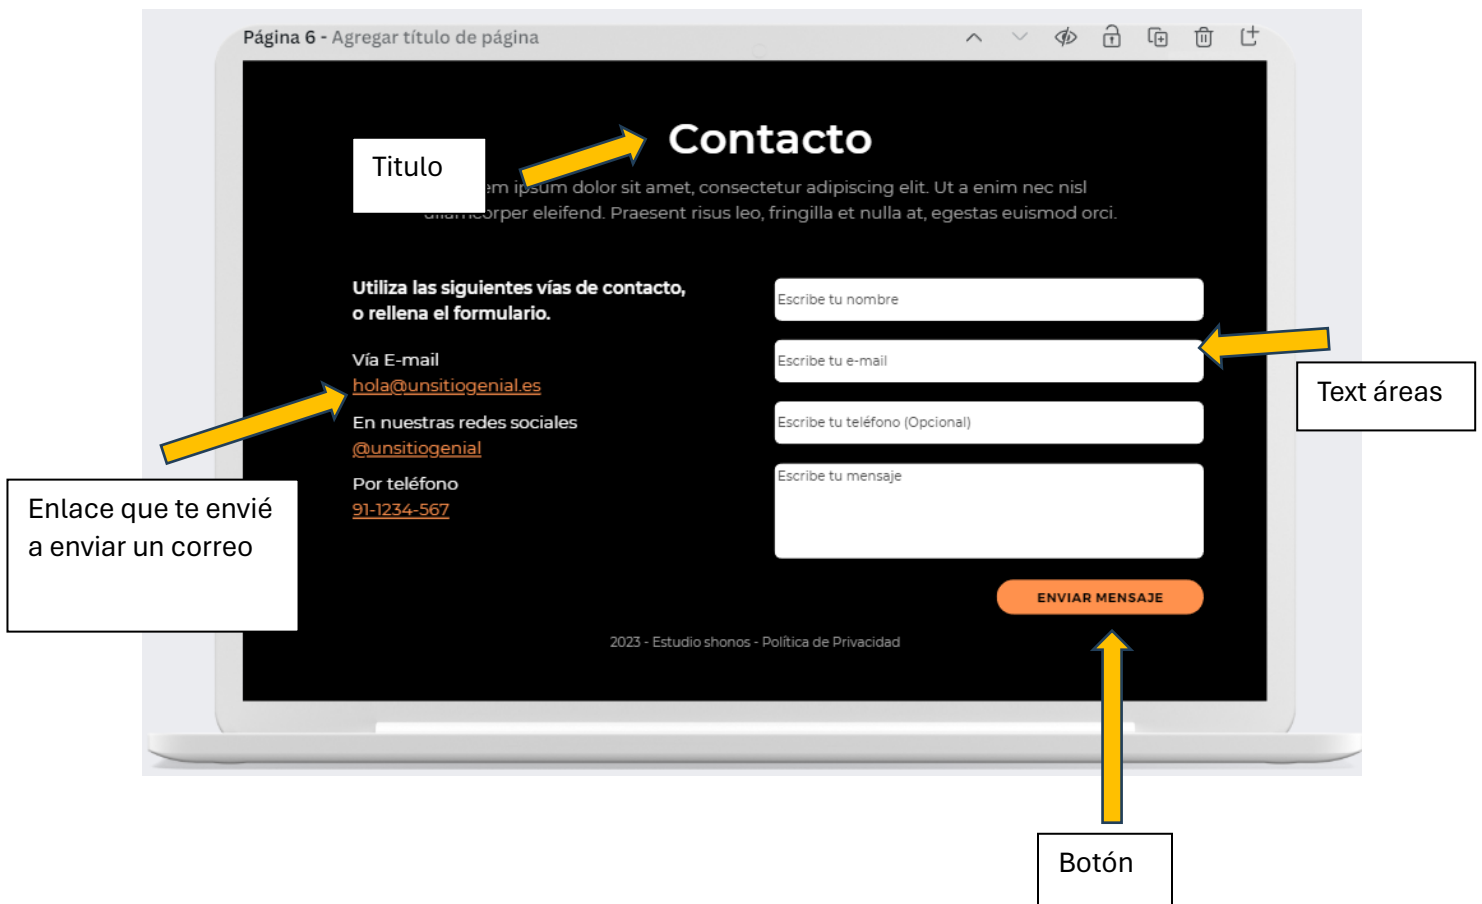 Página 6 - Agregar título de página
Contacto
Titulo
ipsum dolor sit amet, consectetur adipiscing elit. Ut a enim nec nisl
eleifend. Praesent risus leo, fringilla et nulla at, egestas euismod orci.
Utiliza las siguientes vías de contacto,
o rellena el formulario.
Vía E-mail
hola@unsitiogenial.es
En nuestras redes sociales
@unsitiogenial
Por teléfono
91-1234-567
Escribe tu nombre
Escribe tu e-mail
Escribe tu teléfono (Opcional)
Escribe tu mensaje
ENVIAR MENSAJE
Text áreas
Enlace que te envié
a enviar un correo
2023 - Estudio shonos - Política de Privacidad
Botón